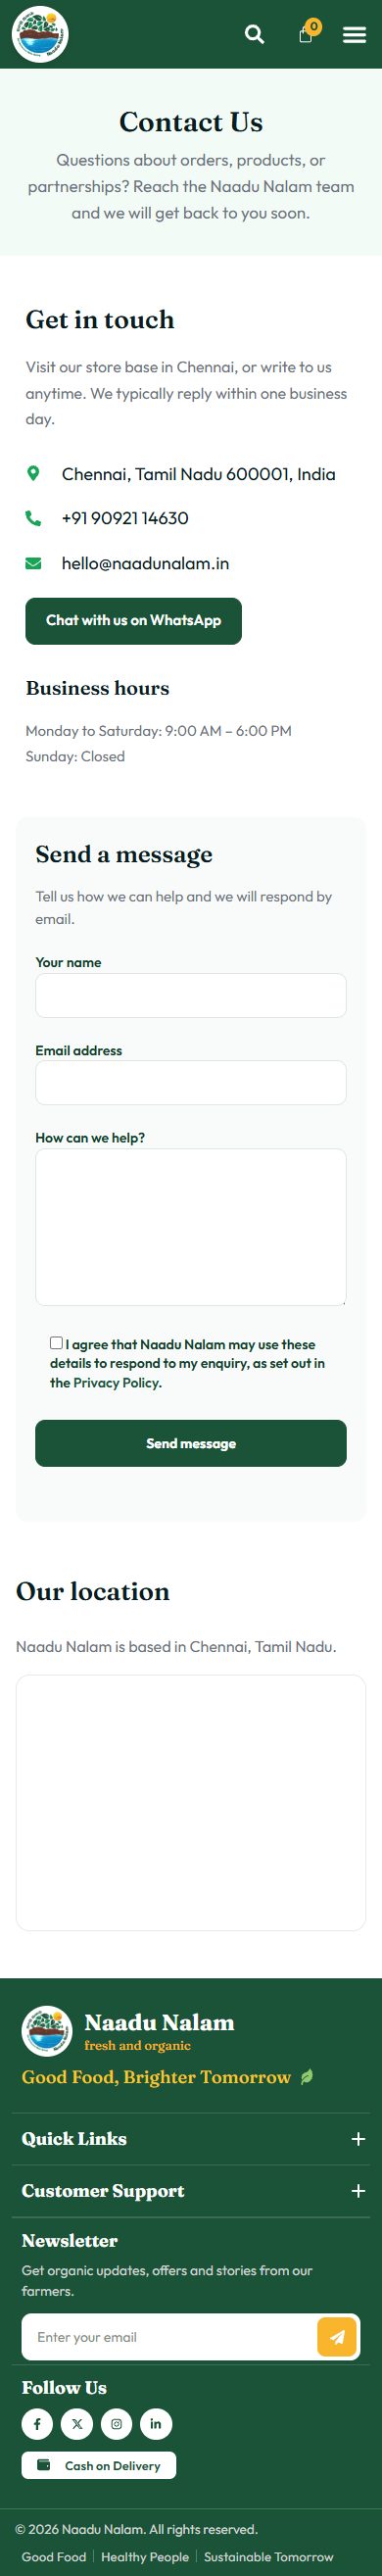 0
Contact Us
Questions about orders, products, or
partnerships? Reach the Naadu Nalam team
and we will get back to you soon.
Get in touch
Visit our store base in Chennai, or write to us
anytime. We typically reply within one business
day.
Chennai, Tamil Nadu 600001, India
+91 90921 14630
hello@naadunalam.in
Chat with us on WhatsApp
Business hours
Monday to Saturday: 9:00 AM – 6:00 PM
Sunday: Closed
Send a message
Tell us how we can help and we will respond by
email.
Your name
Email address
How can we help?
I agree that Naadu Nalam may use these
details to respond to my enquiry, as set out in
the Privacy Policy.
Send message
Our location
Naadu Nalam is based in Chennai, Tamil Nadu.
Naadu Nalam
fresh and organic
Good Food, Brighter Tomorrow
Quick Links
Customer Support
Newsletter
Get organic updates, offers and stories from our
farmers.
Enter your email
Follow Us
Cash on Delivery
© 2026 Naadu Nalam. All rights reserved.
Good Food | Healthy People | Sustainable Tomorrow